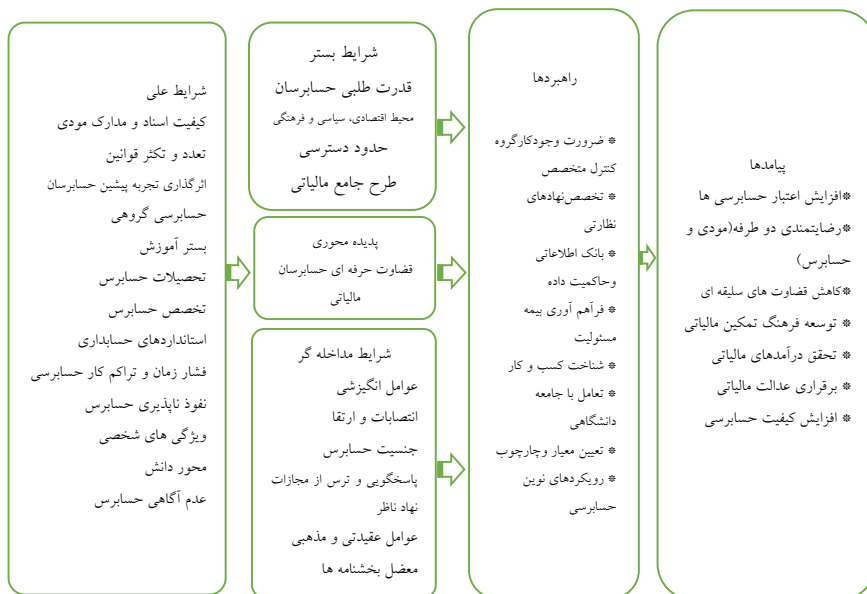 شرایط علی
کیفیت اسناد و مدارک مودی
تعدد و تکثر قوانین
اثرگذاری تجربه پیشین حسابرسان
حسابرسی گروهی
بستر آموزش
تحصیلات حسابرس
تخصص حسابرس
استانداردهای حسابداری
فشار زمان و تراکم کار حسابرسی
نفوذ ناپذیری حسابرس
ویژگی های شخصی
محور دانش
عدم آگاهی حسابرس
شرایط بستر
قدرت طلبی حسابرسان
محیط اقتصادی، سیاسی و فرهنگی
حدود دسترسی
طرح جامع مالیاتی
پدیده محوری
قضاوت حرفه ای حسابرسان
مالیاتی
شرایط مداخله گر
عوامل انگیزشی
انتصابات و ارتقا
جنسیت حسابرس
پاسخگویی و ترس از مجازات
نهاد ناظر
عوامل عقیدتی و مذهبی
معضل بخشنامه ها
راهبردها
* ضرورت وجودکارگروه
کنترل متخصص
* تخصص‌نهادهای
نظارتی
* بانک اطلاعاتی
وحاکمیت داده
* فرآهم آوری بیمه
مسئولیت
* شناخت کسب و کار
* تعامل با جامعه
دانشگاهی
* تعیین معیار وچارچوب
* رویکردهای نوین
حسابرسی
پیامدها
*افزایش اعتبار حسابرسی ها
*رضایتمندی دو طرفه(مودی و
حسابرس)
*کاهش قضاوت های سلیقه ای
* توسعه فرهنگ تمکین مالیاتی
* تحقق درآمدهای مالیاتی
* برقراری عدالت مالیاتی
* افزایش کیفیت حسابرسی